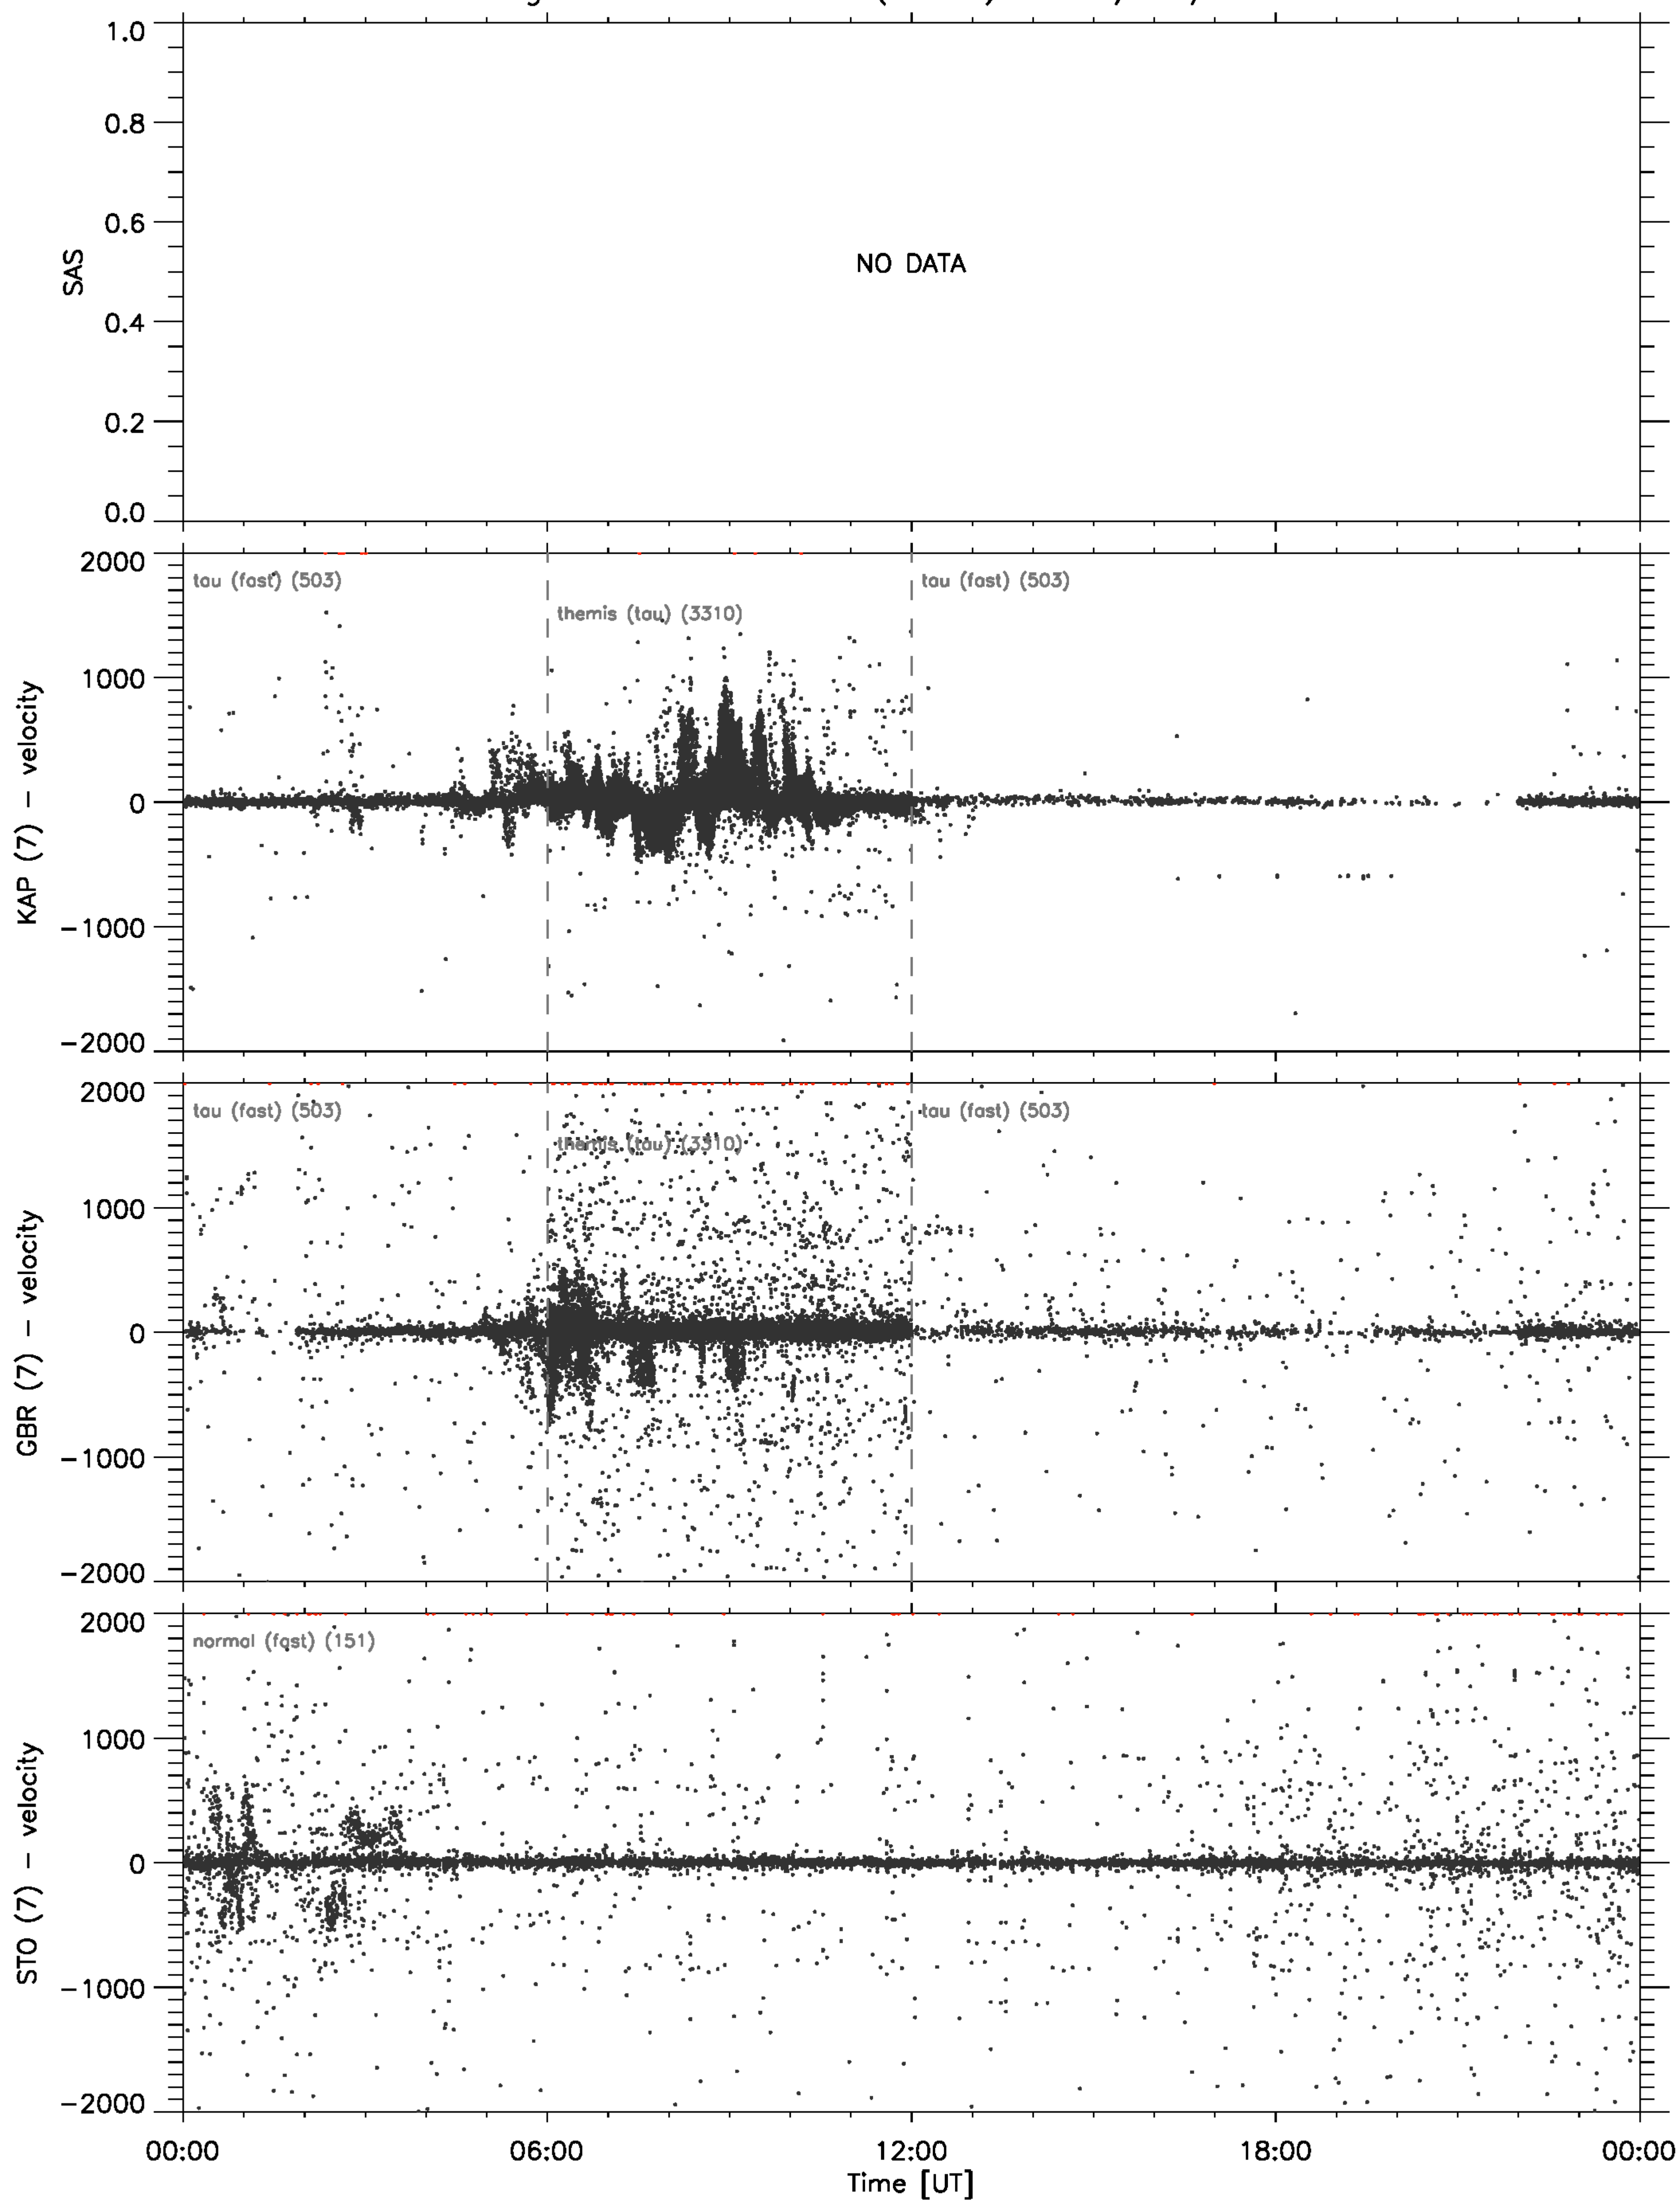 1.0
0.8
0.6
0.4
0.2
0.0
SAS
NO DATA
2000
1000
0
−1000
−2000
KAP (7) − velocity
tau (fast) (503)
themis (tau) (3310)
tau (fast) (503)
2000
1000
0
−1000
−2000
GBR (7) − velocity
tau (fast) (503)
themis (tau) (3310)
tau (fast) (503)
2000
1000
0
−1000
−2000
STO (7) − velocity
normal (fast) (151)
00:00 06:00 12:00 18:00 00:00
Time [UT]